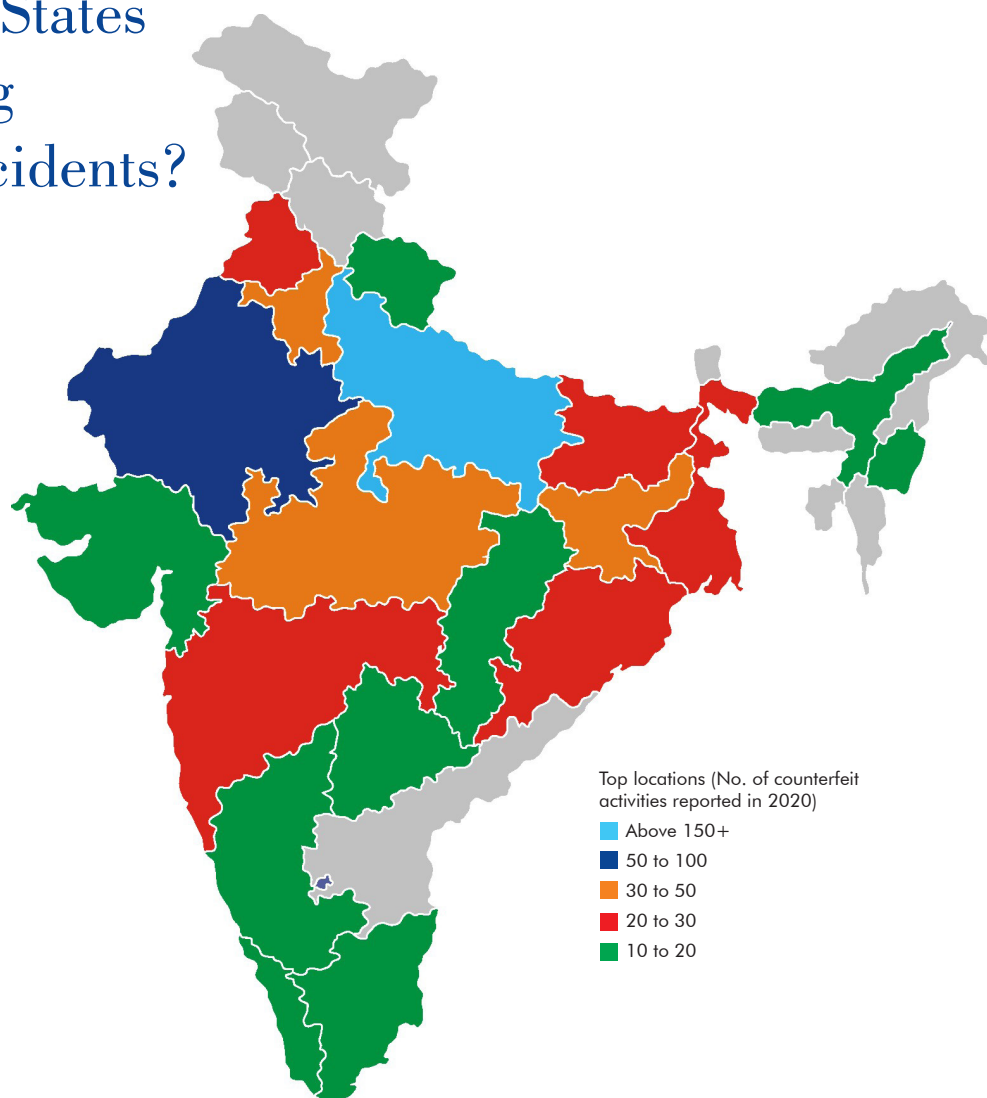 States
g
cidents?
Top locations (No. of counterfeit
activities reported in 2020)
Above 150+
50 to 100
30 to 50
20 to 30
10 to 20